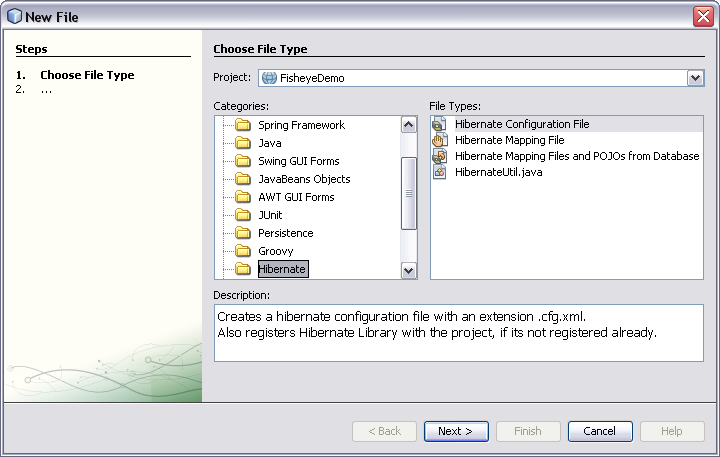 New File
Steps
1. Choose File Type
2. ...
Choose File Type
Project: FisheyeDemo
Categories:
Spring Framework
Java
Swing GUI Forms
JavaBeans Objects
AWT GUI Forms
JUnit
Persistence
Groovy
Hibernate
File Types:
Hibernate Configuration File
Hibernate Mapping File
Hibernate Mapping Files and POJOs from Database
HibernateUtil.java
Description:
Creates a hibernate configuration file with an extension .cfg.xml.
Also registers Hibernate Library with the project, if its not registered already.
< Back Next > Finish Cancel Help